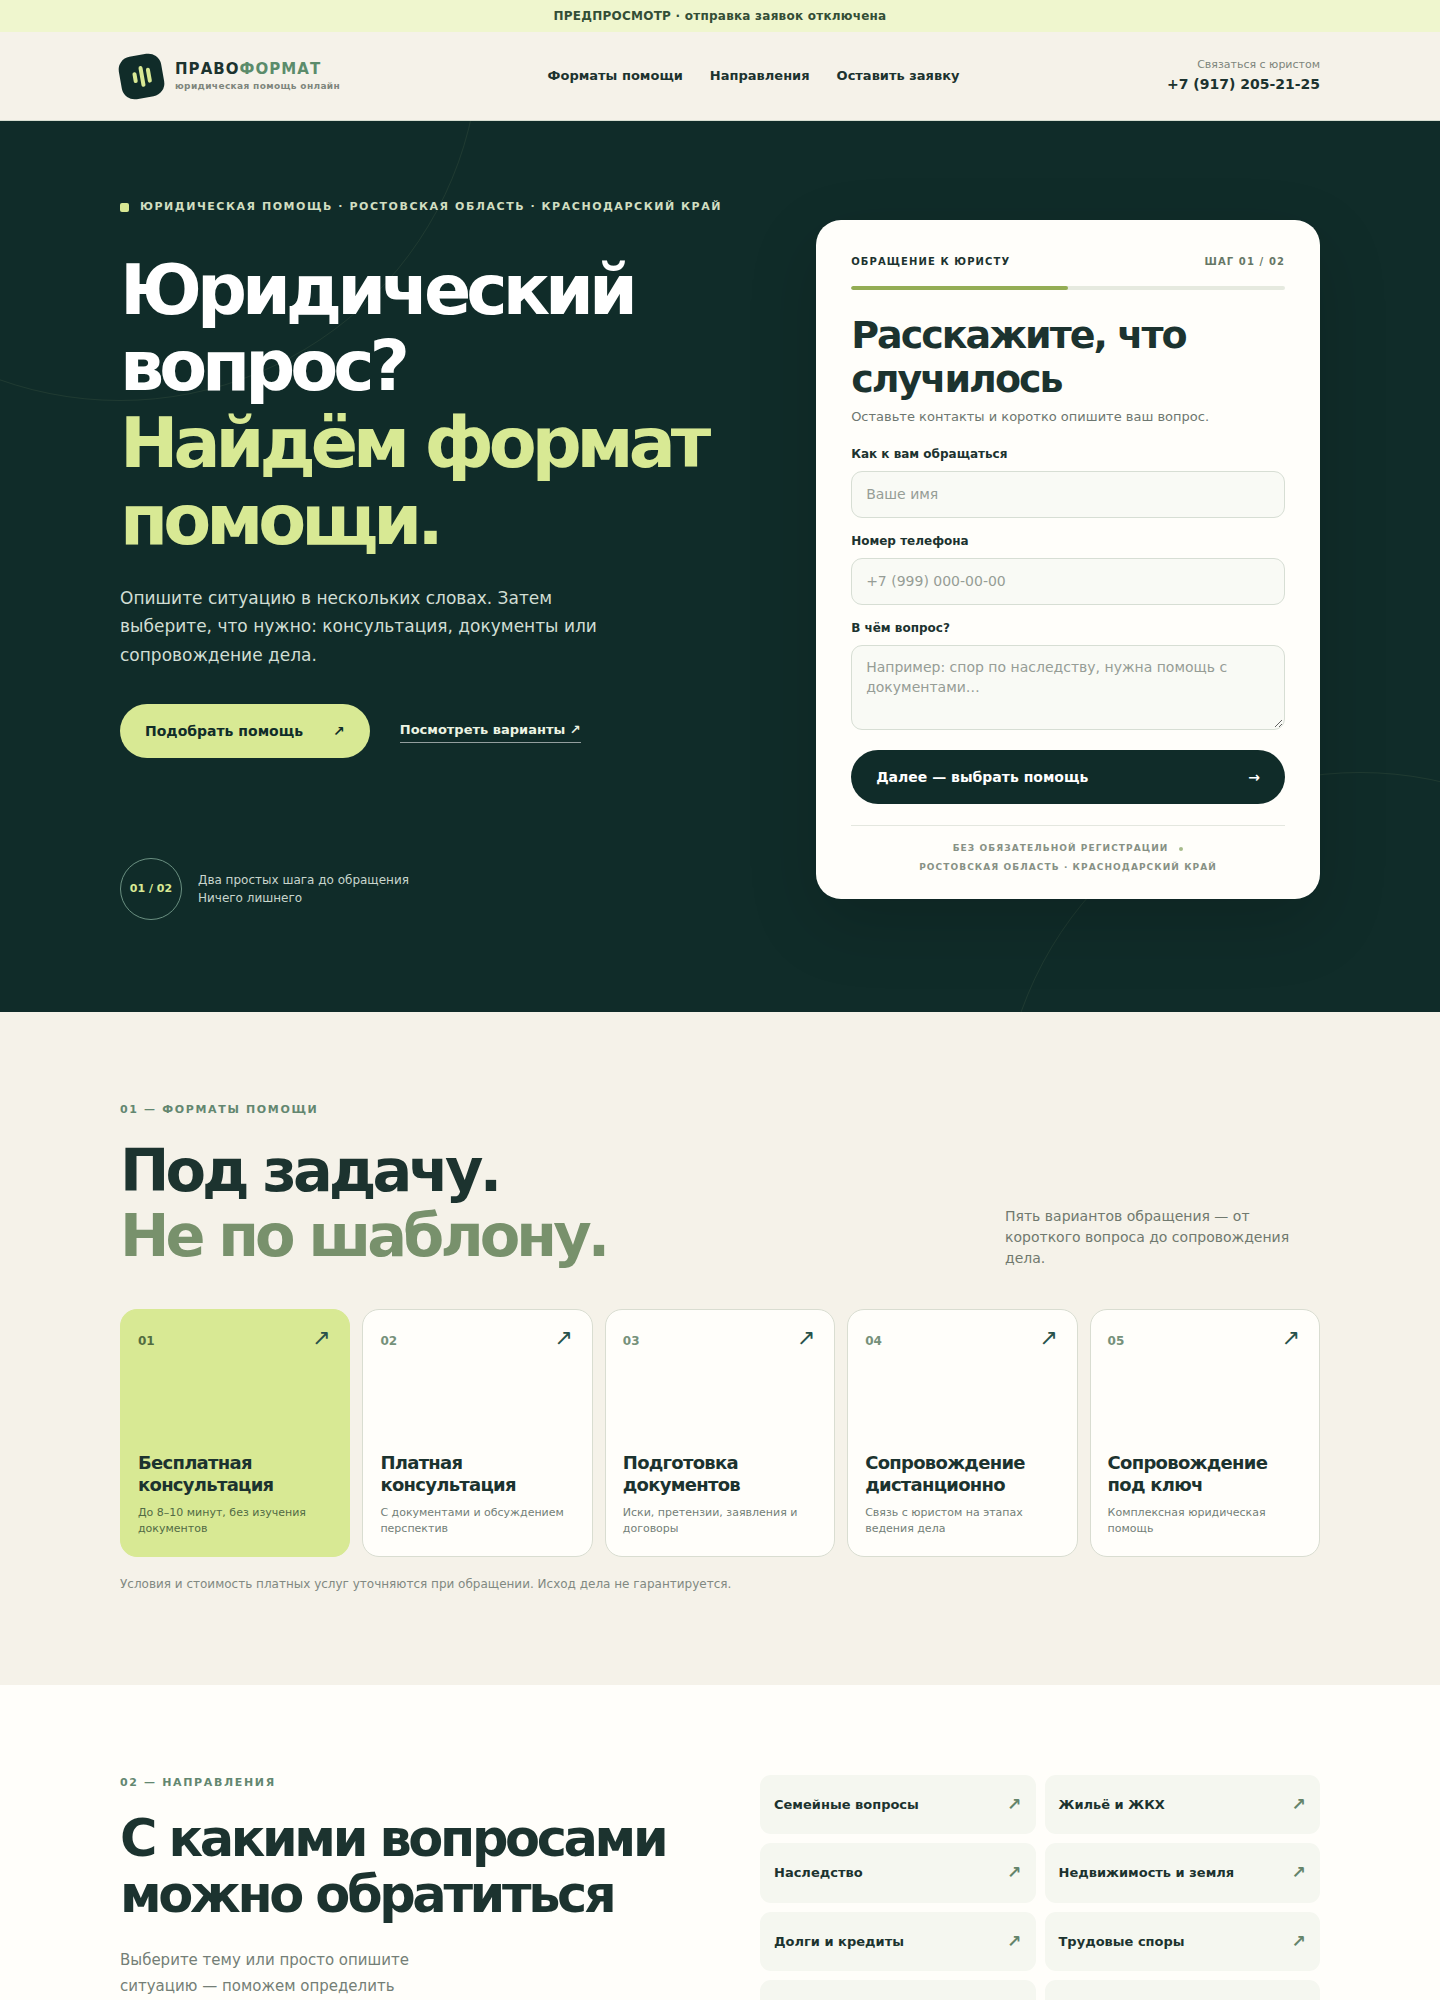 ПРЕДПРОСМОТР · отправка заявок отключена
ПРАВОФОРМАТ
юридическая помощь онлайн
Форматы помощи
Направления
Оставить заявку
Связаться с юристом
+7 (917) 205-21-25
ЮРИДИЧЕСКАЯ ПОМОЩЬ · РОСТОВСКАЯ ОБЛАСТЬ · КРАСНОДАРСКИЙ КРАЙ
Юридический
вопрос?
Найдём формат
помощи.
Опишите ситуацию в нескольких словах. Затем
выберите, что нужно: консультация, документы или
сопровождение дела.
Подобрать помощь ↗
Посмотреть варианты ↗
01 / 02
Два простых шага до обращения
Ничего лишнего
ОБРАЩЕНИЕ К ЮРИСТУ
ШАГ 01 / 02
Расскажите, что
случилось
Оставьте контакты и коротко опишите ваш вопрос.
Как к вам обращаться
Ваше имя
Номер телефона
+7 (999) 000-00-00
В чём вопрос?
Например: спор по наследству, нужна помощь с
документами…
Далее — выбрать помощь →
БЕЗ ОБЯЗАТЕЛЬНОЙ РЕГИСТРАЦИИ
РОСТОВСКАЯ ОБЛАСТЬ · КРАСНОДАРСКИЙ КРАЙ
01 — ФОРМАТЫ ПОМОЩИ
Под задачу.
Не по шаблону.
Пять вариантов обращения — от
короткого вопроса до сопровождения
дела.
01 ↗
Бесплатная
консультация
До 8–10 минут, без изучения
документов
02 ↗
Платная
консультация
С документами и обсуждением
перспектив
03 ↗
Подготовка
документов
Иски, претензии, заявления и
договоры
04 ↗
Сопровождение
дистанционно
Связь с юристом на этапах
ведения дела
05 ↗
Сопровождение
под ключ
Комплексная юридическая
помощь
Условия и стоимость платных услуг уточняются при обращении. Исход дела не гарантируется.
02 — НАПРАВЛЕНИЯ
С какими вопросами
можно обратиться
Выберите тему или просто опишите
ситуацию — поможем определить
Семейные вопросы ↗
Жильё и ЖКХ ↗
Наследство ↗
Недвижимость и земля ↗
Долги и кредиты ↗
Трудовые споры ↗